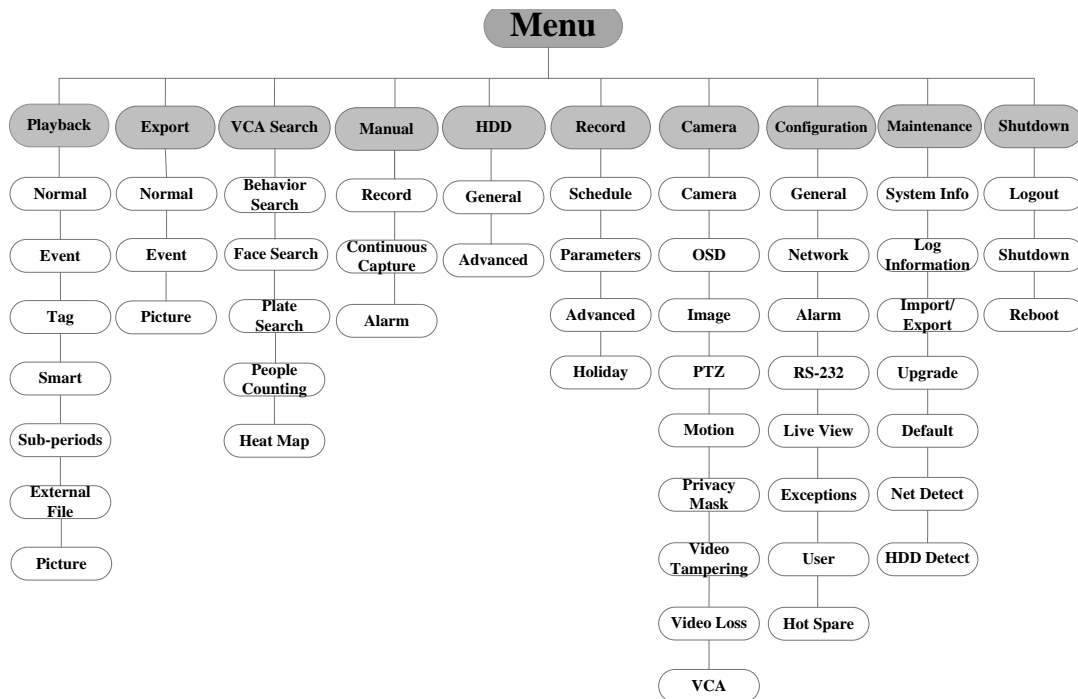 Menu
Playback
Export
VCA Search
Manual
HDD
Record
Camera
Configuration
Maintenance
Shutdown
Normal
Event
Tag
Smart
Sub-periods
External
File
Picture
Normal
Event
Picture
Behavior
Search
Face Search
Plate
Search
People
Counting
Heat Map
Record
Continuous
Capture
Alarm
General
Advanced
Schedule
Parameters
Advanced
Holiday
Camera
OSD
Image
PTZ
Motion
Privacy
Mask
Video
Tampering
Video Loss
VCA
General
Network
Alarm
RS-232
Live View
Exceptions
User
Hot Spare
System Info
Log
Information
Import/
Export
Upgrade
Default
Net Detect
HDD Detect
Logout
Shutdown
Reboot